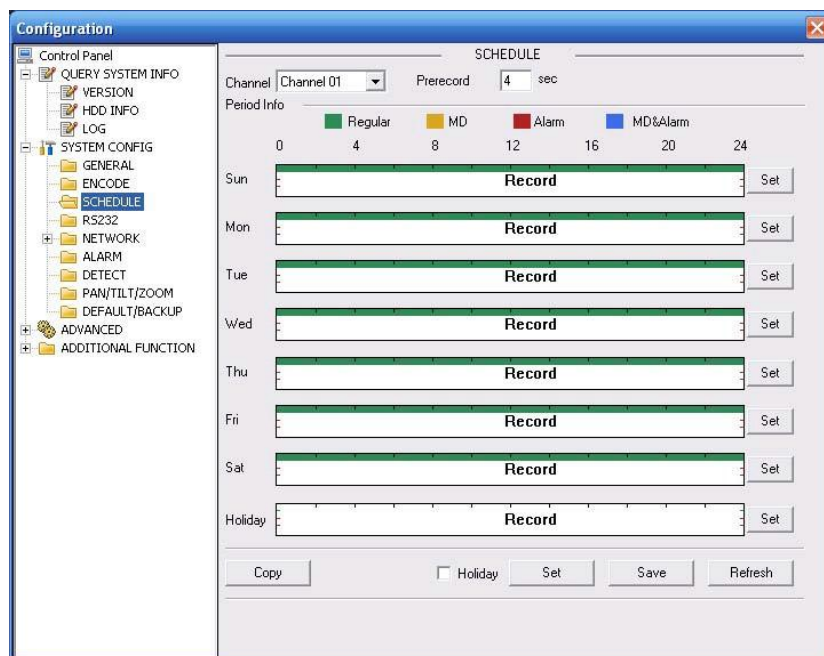 Configuration
Control Panel
QUERY SYSTEM INFO
VERSION
HDD INFO
LOG
SYSTEM CONFIG
GENERAL
ENCODE
SCHEDULE
RS232
NETWORK
ALARM
DETECT
PAN/TILT/ZOOM
DEFAULT/BACKUP
ADVANCED
ADDITIONAL FUNCTION
SCHEDULE
Channel Channel 01 Prerecord 4 sec
Period Info
Regular MD Alarm MD&Alarm
0 4 8 12 16 20 24
Sun Record Set
Mon Record Set
Tue Record Set
Wed Record Set
Thu Record Set
Fri Record Set
Sat Record Set
Holiday Record Set
Copy Holiday Set Save Refresh